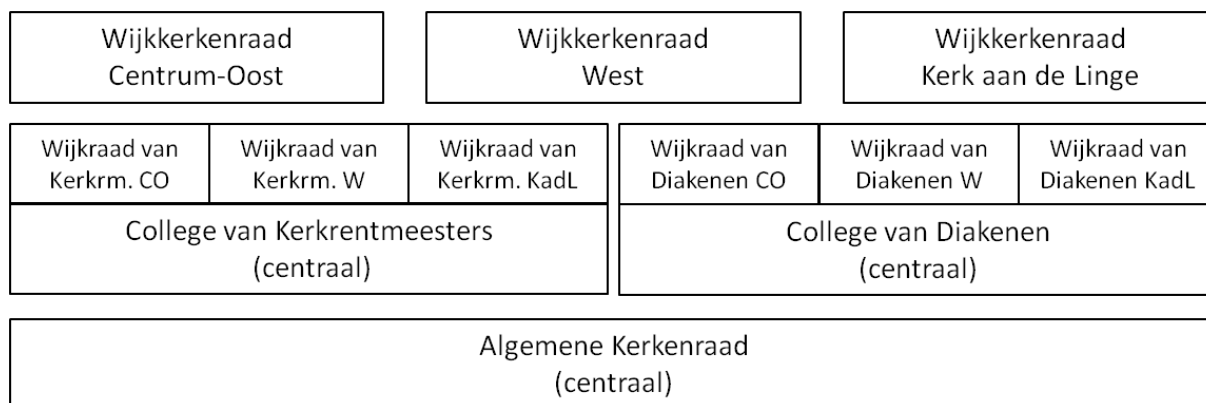 Wijkkerkenraad
Centrum-Oost
Wijkkerkenraad
West
Wijkkerkenraad
Kerk aan de Linge
Wijkraad van
Kerkrm. CO
Wijkraad van
Kerkrm. W
Wijkraad van
Kerkrm. KadL
Wijkraad van
Diakenen CO
Wijkraad van
Diakenen W
Wijkraad van
Diakenen KadL
College van Kerkrentmeesters
(centraal)
College van Diakenen
(centraal)
Algemene Kerkenraad
(centraal)